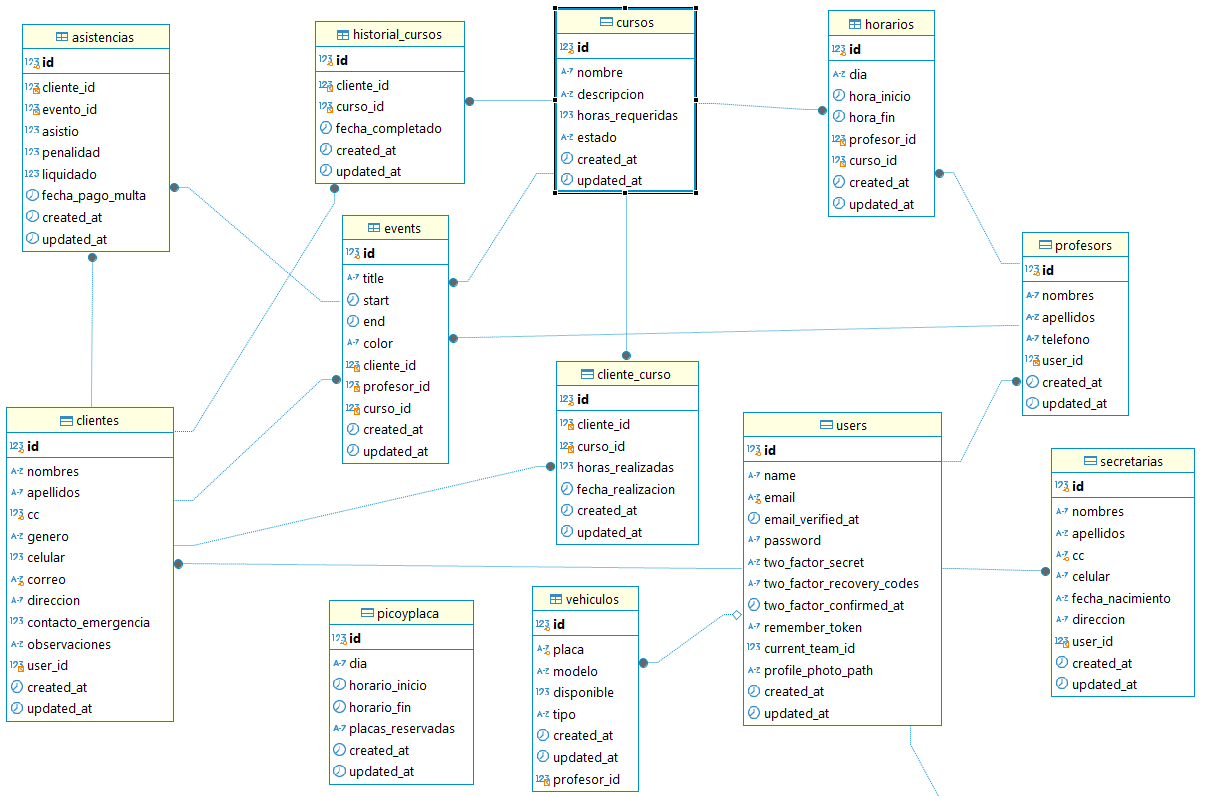 asistencias
123 id
123 cliente_id
123 evento_id
123 asistio
123 penalidad
123 liquidado
fecha_pago_multa
created_at
updated_at
historial_cursos
123 id
123 cliente_id
123 curso_id
fecha_completado
created_at
updated_at
cursos
123 id
A-Z nombre
A-Z descripcion
123 horas_requeridas
A-Z estado
created_at
updated_at
horarios
123 id
A-Z dia
hora_inicio
hora_fin
123 profesor_id
123 curso_id
created_at
updated_at
events
123 id
A-Z title
start
end
A-Z color
123 cliente_id
123 profesor_id
123 curso_id
created_at
updated_at
profesors
123 id
A-Z nombres
A-Z apellidos
A-Z telefono
123 user_id
created_at
updated_at
cliente_curso
123 id
123 cliente_id
123 curso_id
123 horas_realizadas
fecha_realizacion
created_at
updated_at
clientes
123 id
A-Z nombres
A-Z apellidos
123 cc
A-Z genero
123 celular
A-Z correo
A-Z direccion
123 contacto_emergencia
A-Z observaciones
123 user_id
created_at
updated_at
users
123 id
A-Z name
A-Z email
email_verified_at
A-Z password
A-Z two_factor_secret
A-Z two_factor_recovery_codes
two_factor_confirmed_at
A-Z remember_token
123 current_team_id
A-Z profile_photo_path
created_at
updated_at
secretarias
123 id
A-Z nombres
A-Z apellidos
A-Z cc
A-Z celular
A-Z fecha_nacimiento
A-Z direccion
123 user_id
created_at
updated_at
picoyplaca
123 id
A-Z dia
horario_inicio
horario_fin
A-Z placas_reservadas
created_at
updated_at
vehiculos
123 id
A-Z placa
A-Z modelo
123 disponible
A-Z tipo
created_at
updated_at
123 profesor_id